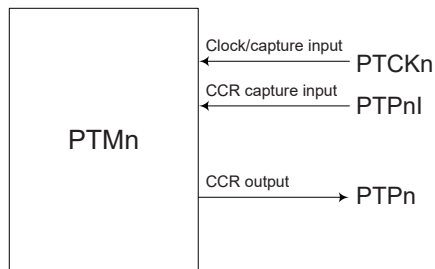 Clock/capture input
PTCKn
CCR capture input
PTPnI
PTMn
CCR output
PTPn